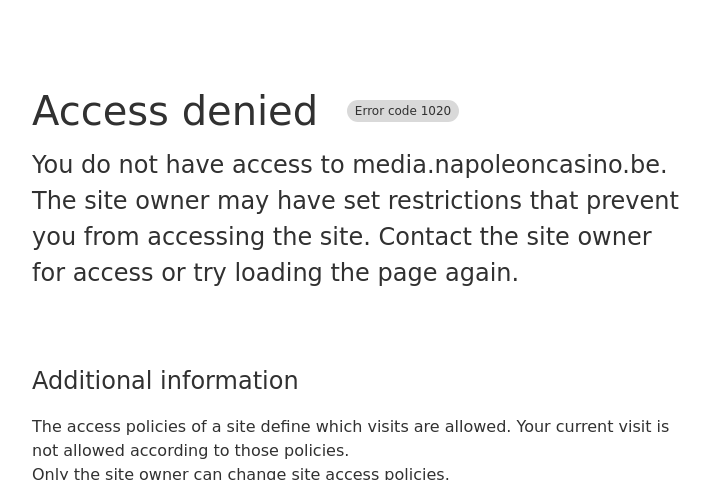 Access denied Error code 1020
You do not have access to media.napoleoncasino.be.
The site owner may have set restrictions that prevent
you from accessing the site. Contact the site owner
for access or try loading the page again.
Additional information
The access policies of a site define which visits are allowed. Your current visit is
not allowed according to those policies.
Only the site owner can change site access policies.